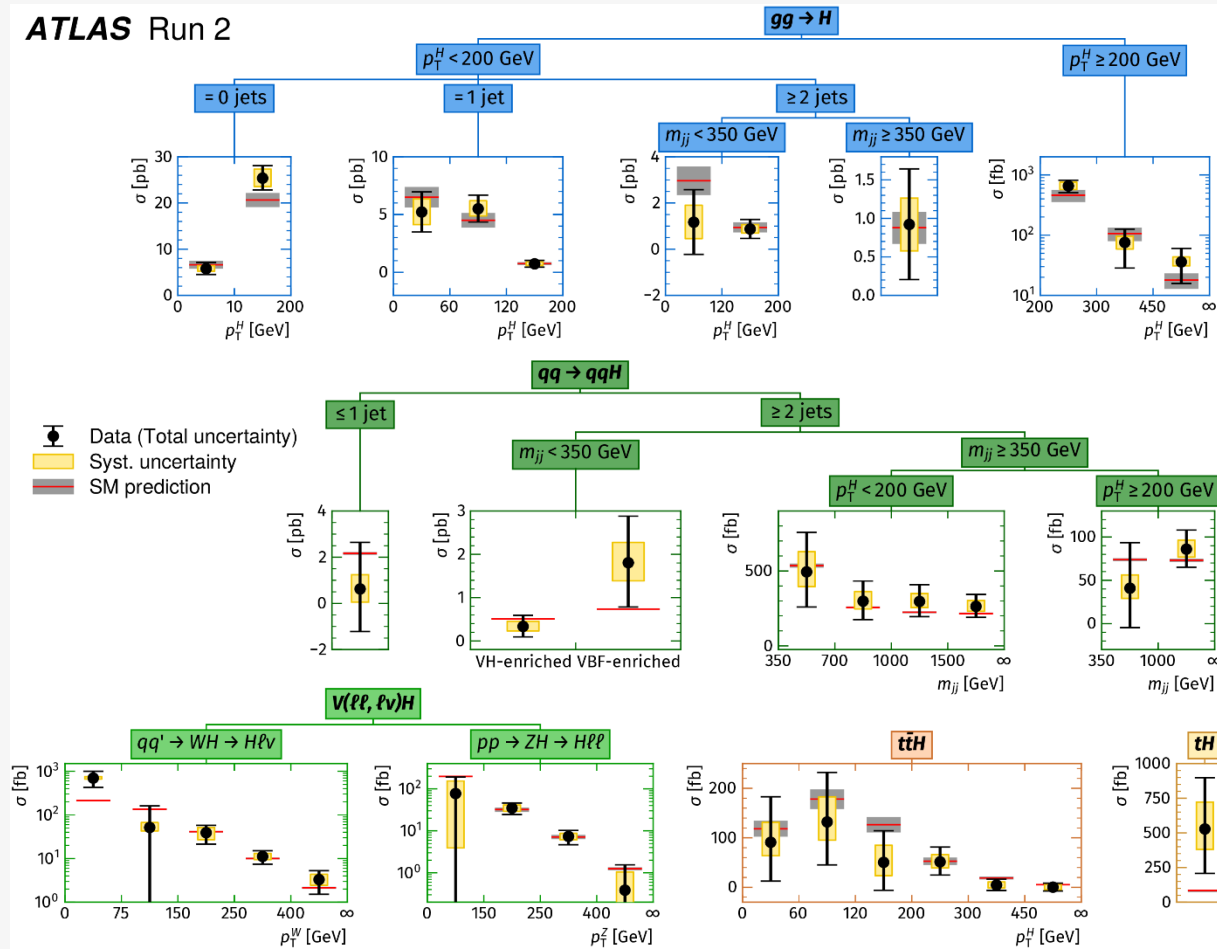 ATLAS Run 2
gg → H
p_T^H < 200 GeV
p_T^H ≥ 200 GeV
= 0 jets
= 1 jet
≥ 2 jets
m_jj < 350 GeV
m_jj ≥ 350 GeV
σ [pb]
30
20
10
0
0 10 200
p_T^H [GeV]
σ [pb]
10
5
0
0 60 120 200
p_T^H [GeV]
σ [pb]
4
2
0
−2
0 120 200
p_T^H [GeV]
σ [pb]
1.5
1.0
0.5
0.0
σ [fb]
10³
10²
10¹
200 300 450 ∞
p_T^H [GeV]
qq → qqH
≤ 1 jet
≥ 2 jets
m_jj < 350 GeV
m_jj ≥ 350 GeV
p_T^H < 200 GeV
p_T^H ≥ 200 GeV
Data (Total uncertainty)
Syst. uncertainty
SM prediction
σ [pb]
4
2
0
−2
σ [pb]
3
2
1
0
VH-enriched VBF-enriched
σ [fb]
500
0
350 700 1000 1500 ∞
m_jj [GeV]
σ [fb]
100
50
0
350 1000 ∞
m_jj [GeV]
V(ℓℓ, ℓν)H
qq' → WH → Hℓν
pp → ZH → Hℓℓ
tt̄H
tH
σ [fb]
10³
10²
10¹
10⁰
0 75 150 250 400 ∞
p_T^W [GeV]
σ [fb]
10²
10¹
10⁰
0 150 250 400 ∞
p_T^Z [GeV]
σ [fb]
200
100
0
0 60 120 200 300 450 ∞
p_T^H [GeV]
σ [fb]
1000
750
500
250
0